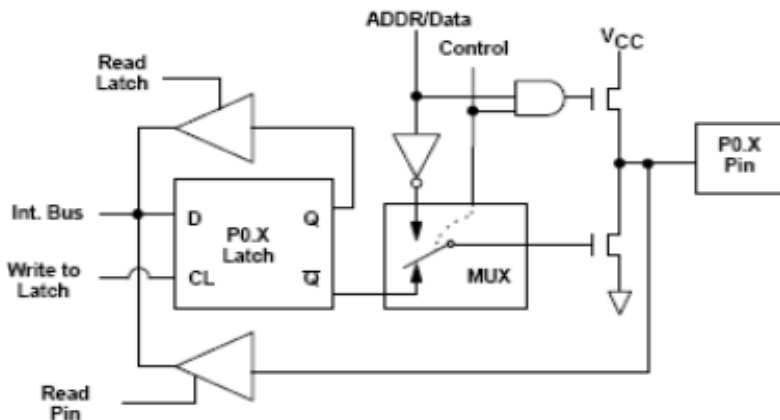 ADDR/Data
Control
VCC
Read
Latch
P0.X
Pin
Int. Bus
D
Q
P0.X
Latch
Write to
Latch
CL
Q̅
MUX
Read
Pin